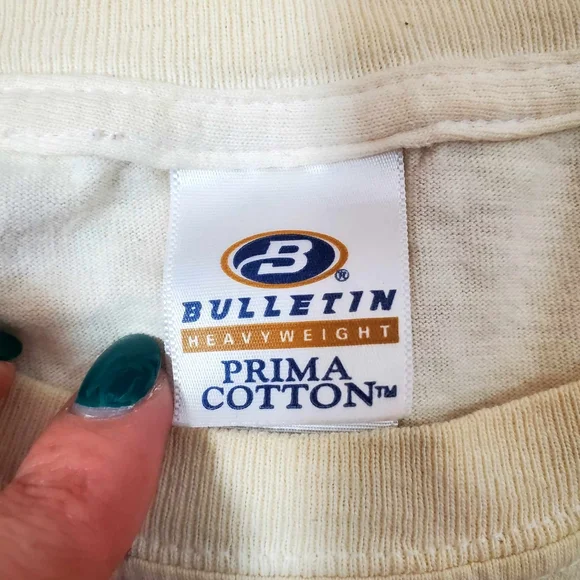 B®
BULLETIN
HEAVYWEIGHT
PRIMA
COTTON™